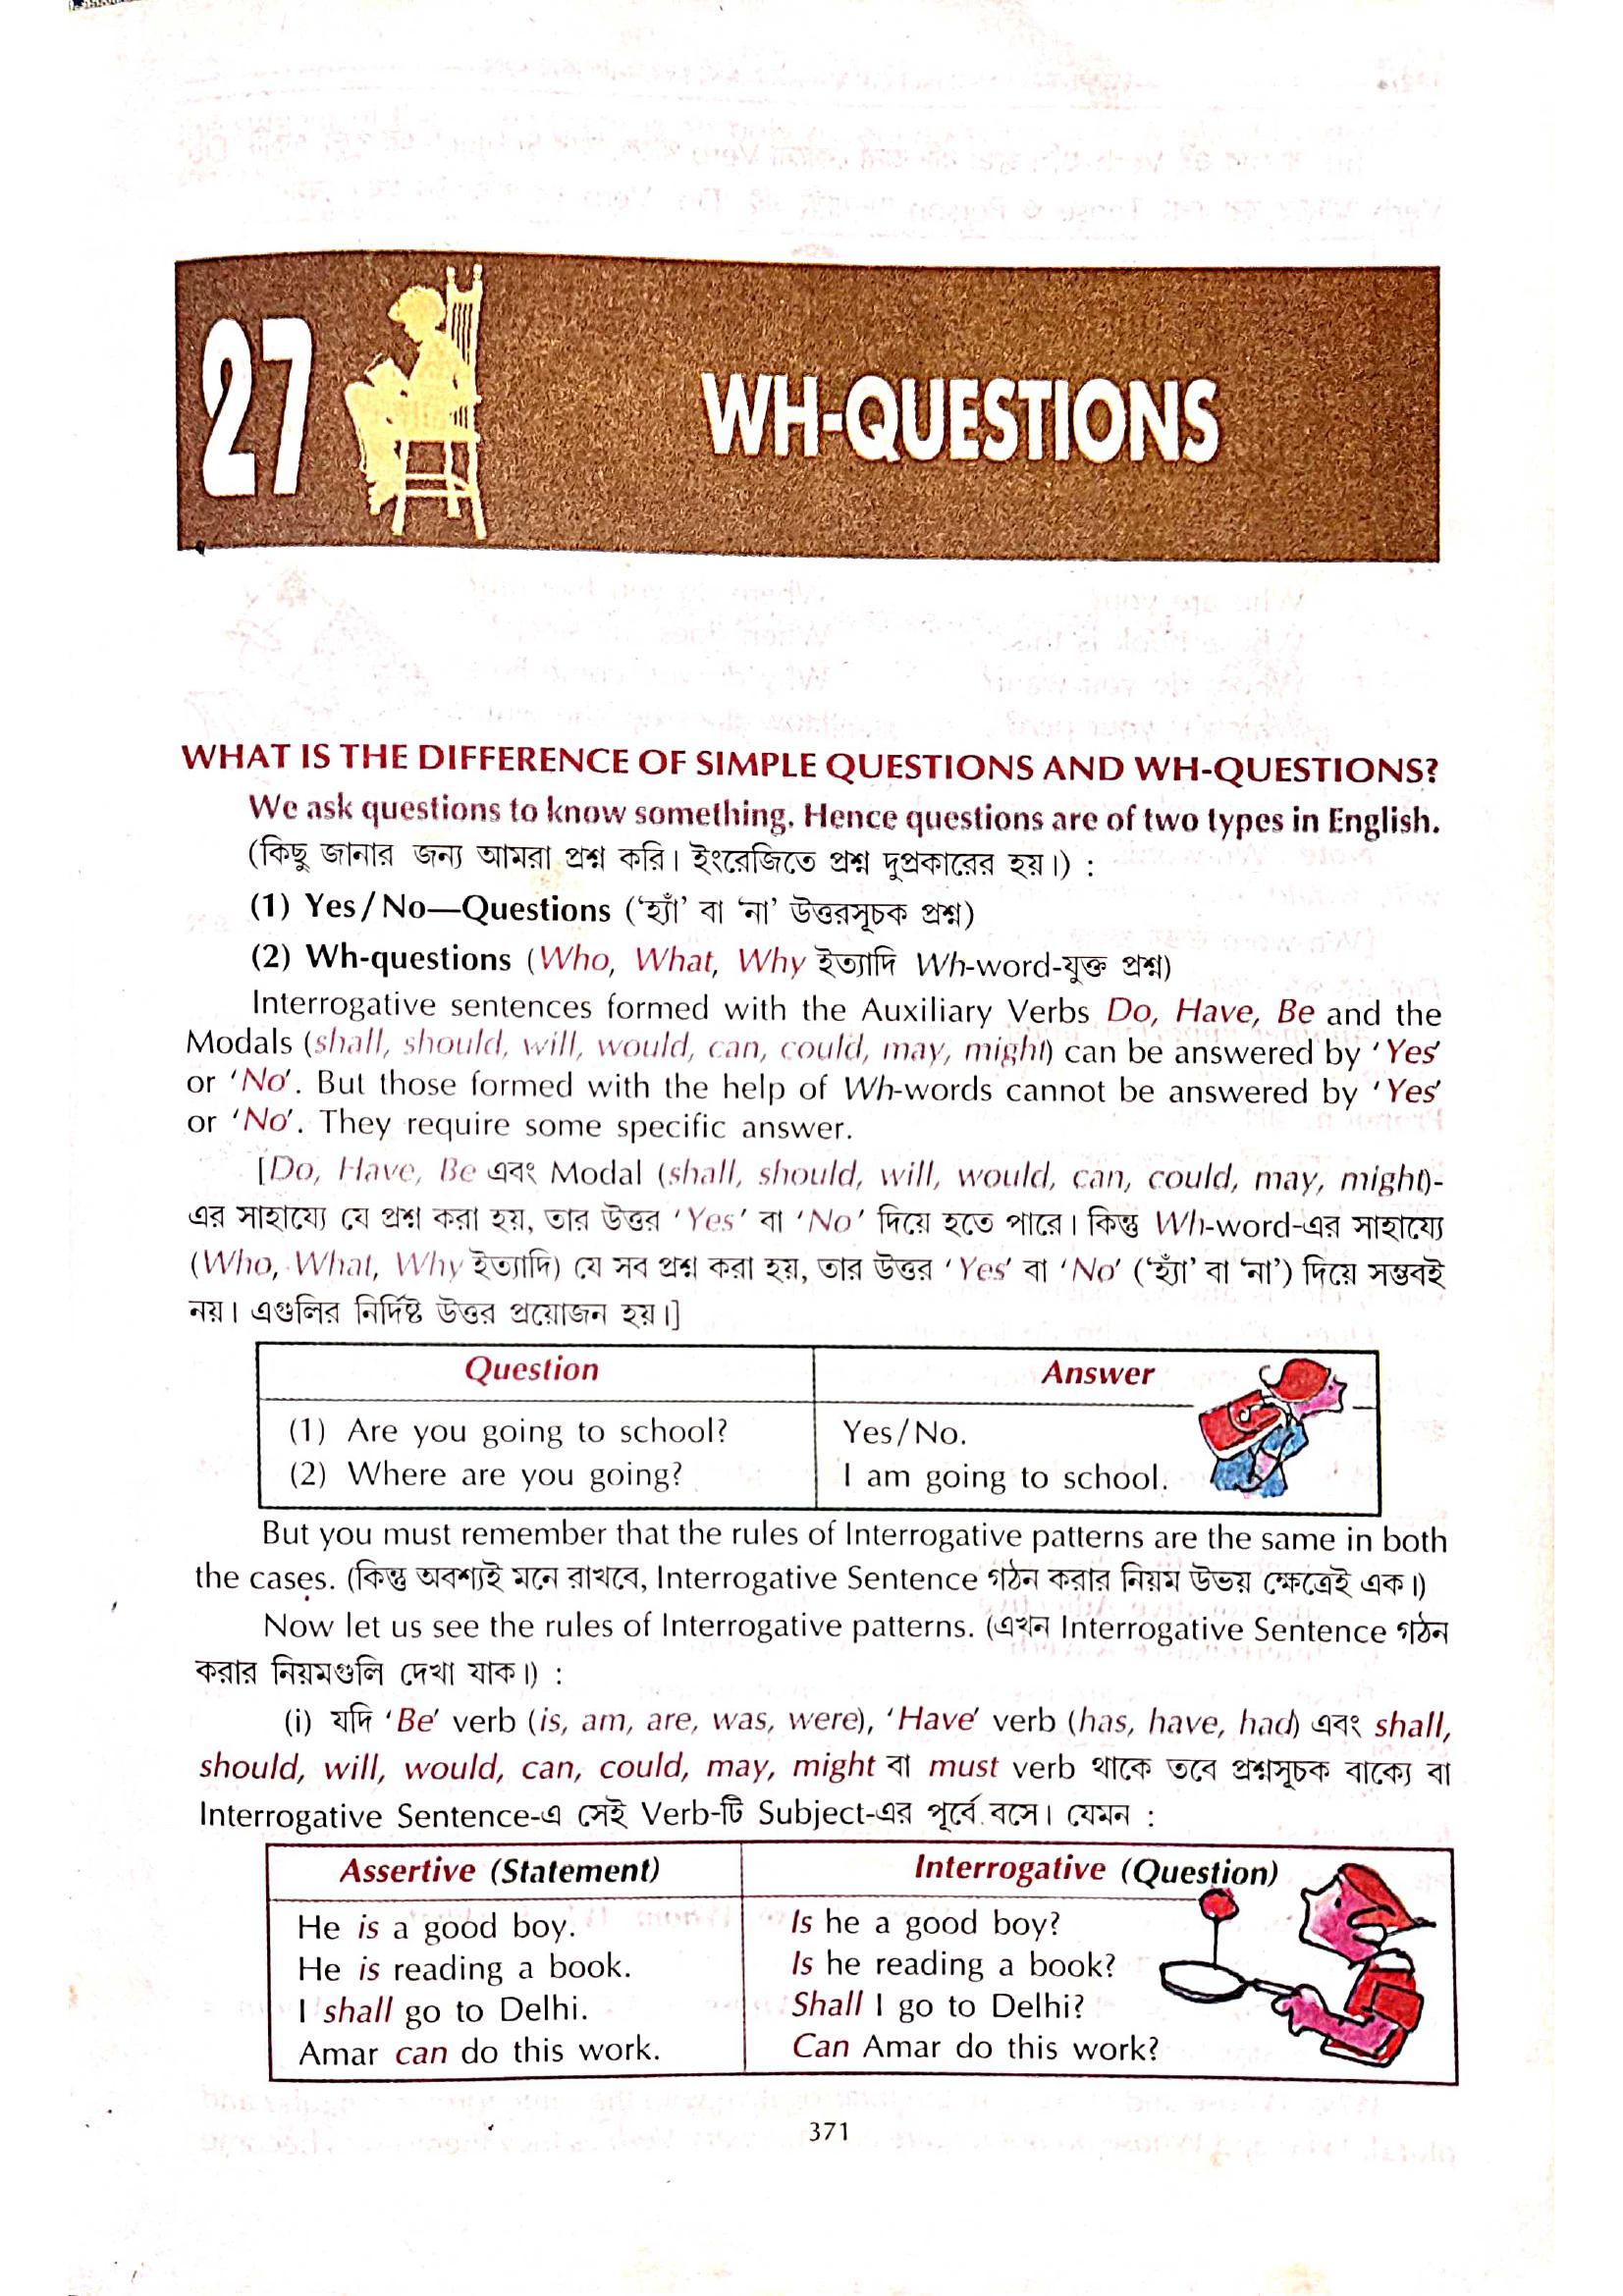 27
WH-QUESTIONS
WHAT IS THE DIFFERENCE OF SIMPLE QUESTIONS AND WH-QUESTIONS?
We ask questions to know something. Hence questions are of two types in English.
(কিছু জানার জন্য আমরা প্রশ্ন করি। ইংরেজিতে প্রশ্ন দুপ্রকারের হয়।) :
(1) Yes/No—Questions (‘হ্যাঁ’ বা ‘না’ উত্তরসূচক প্রশ্ন)
(2) Wh-questions (Who, What, Why ইত্যাদি Wh-word-যুক্ত প্রশ্ন)
Interrogative sentences formed with the Auxiliary Verbs Do, Have, Be and the
Modals (shall, should, will, would, can, could, may, might) can be answered by ‘Yes’
or ‘No’. But those formed with the help of Wh-words cannot be answered by ‘Yes’
or ‘No’. They require some specific answer.
[Do, Have, Be এবং Modal (shall, should, will, would, can, could, may, might)-
এর সাহায্যে যে প্রশ্ন করা হয়, তার উত্তর ‘Yes’ বা ‘No’ দিয়ে হতে পারে। কিন্তু Wh-word-এর সাহায্যে
(Who, What, Why ইত্যাদি) যে সব প্রশ্ন করা হয়, তার উত্তর ‘Yes’ বা ‘No’ (‘হ্যাঁ’ বা ‘না’) দিয়ে সম্ভবই
নয়। এগুলির নির্দিষ্ট উত্তর প্রয়োজন হয়।]
Question Answer
(1) Are you going to school? Yes/No.
(2) Where are you going? I am going to school.
But you must remember that the rules of Interrogative patterns are the same in both
the cases. (কিন্তু অবশ্যই মনে রাখবে, Interrogative Sentence গঠন করার নিয়ম উভয় ক্ষেত্রেই এক।)
Now let us see the rules of Interrogative patterns. (এখন Interrogative Sentence গঠন
করার নিয়মগুলি দেখা যাক।) :
(i) যদি ‘Be’ verb (is, am, are, was, were), ‘Have’ verb (has, have, had) এবং shall,
should, will, would, can, could, may, might বা must verb থাকে তবে প্রশ্নসূচক বাক্যে বা
Interrogative Sentence-এ সেই Verb-টি Subject-এর পূর্বে বসে। যেমন :
Assertive (Statement) Interrogative (Question)
He is a good boy. Is he a good boy?
He is reading a book. Is he reading a book?
I shall go to Delhi. Shall I go to Delhi?
Amar can do this work. Can Amar do this work?
371